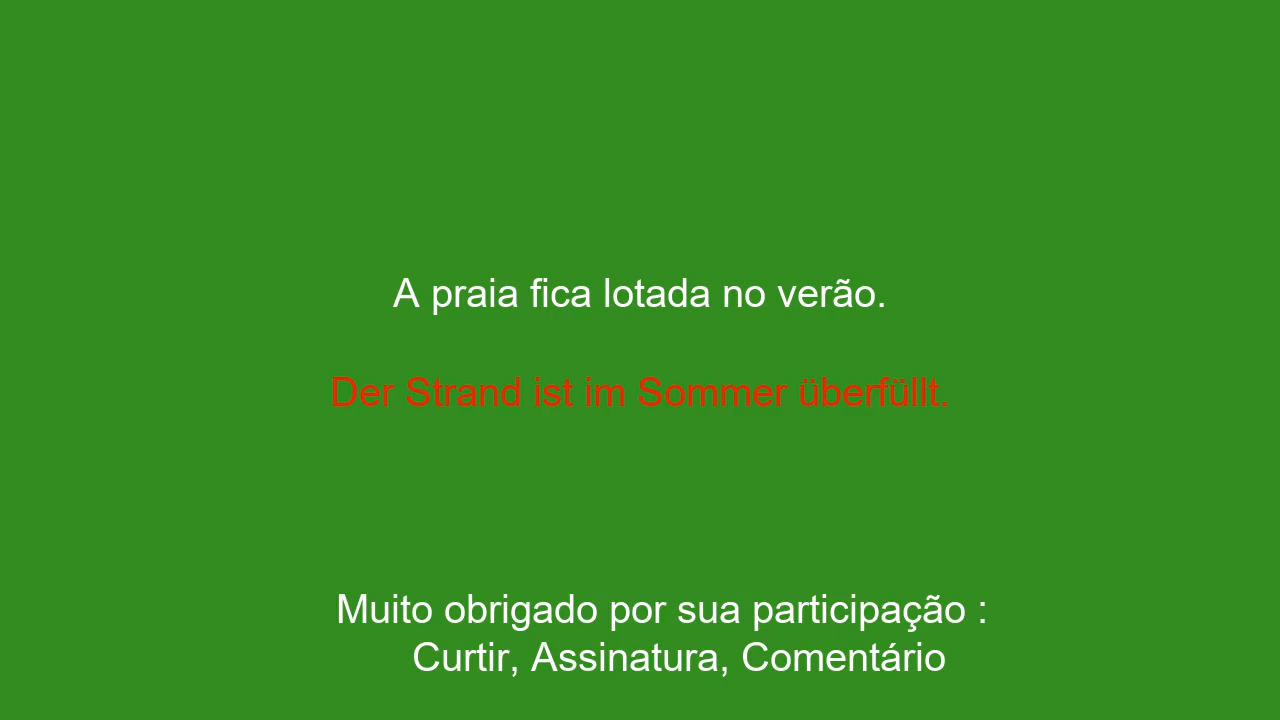 A praia fica lotada no verão.
Der Strand ist im Sommer überfüllt.
Muito obrigado por sua participação :
Curtir, Assinatura, Comentário